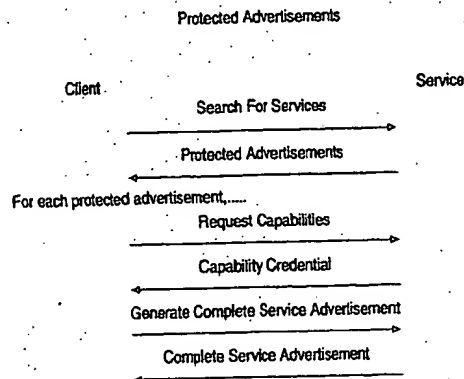 Protected Advertisements
Client
Service
Search For Services
Protected Advertisements
For each protected advertisement,.....
Request Capabilities
Capability Credential
Generate Complete Service Advertisement
Complete Service Advertisement